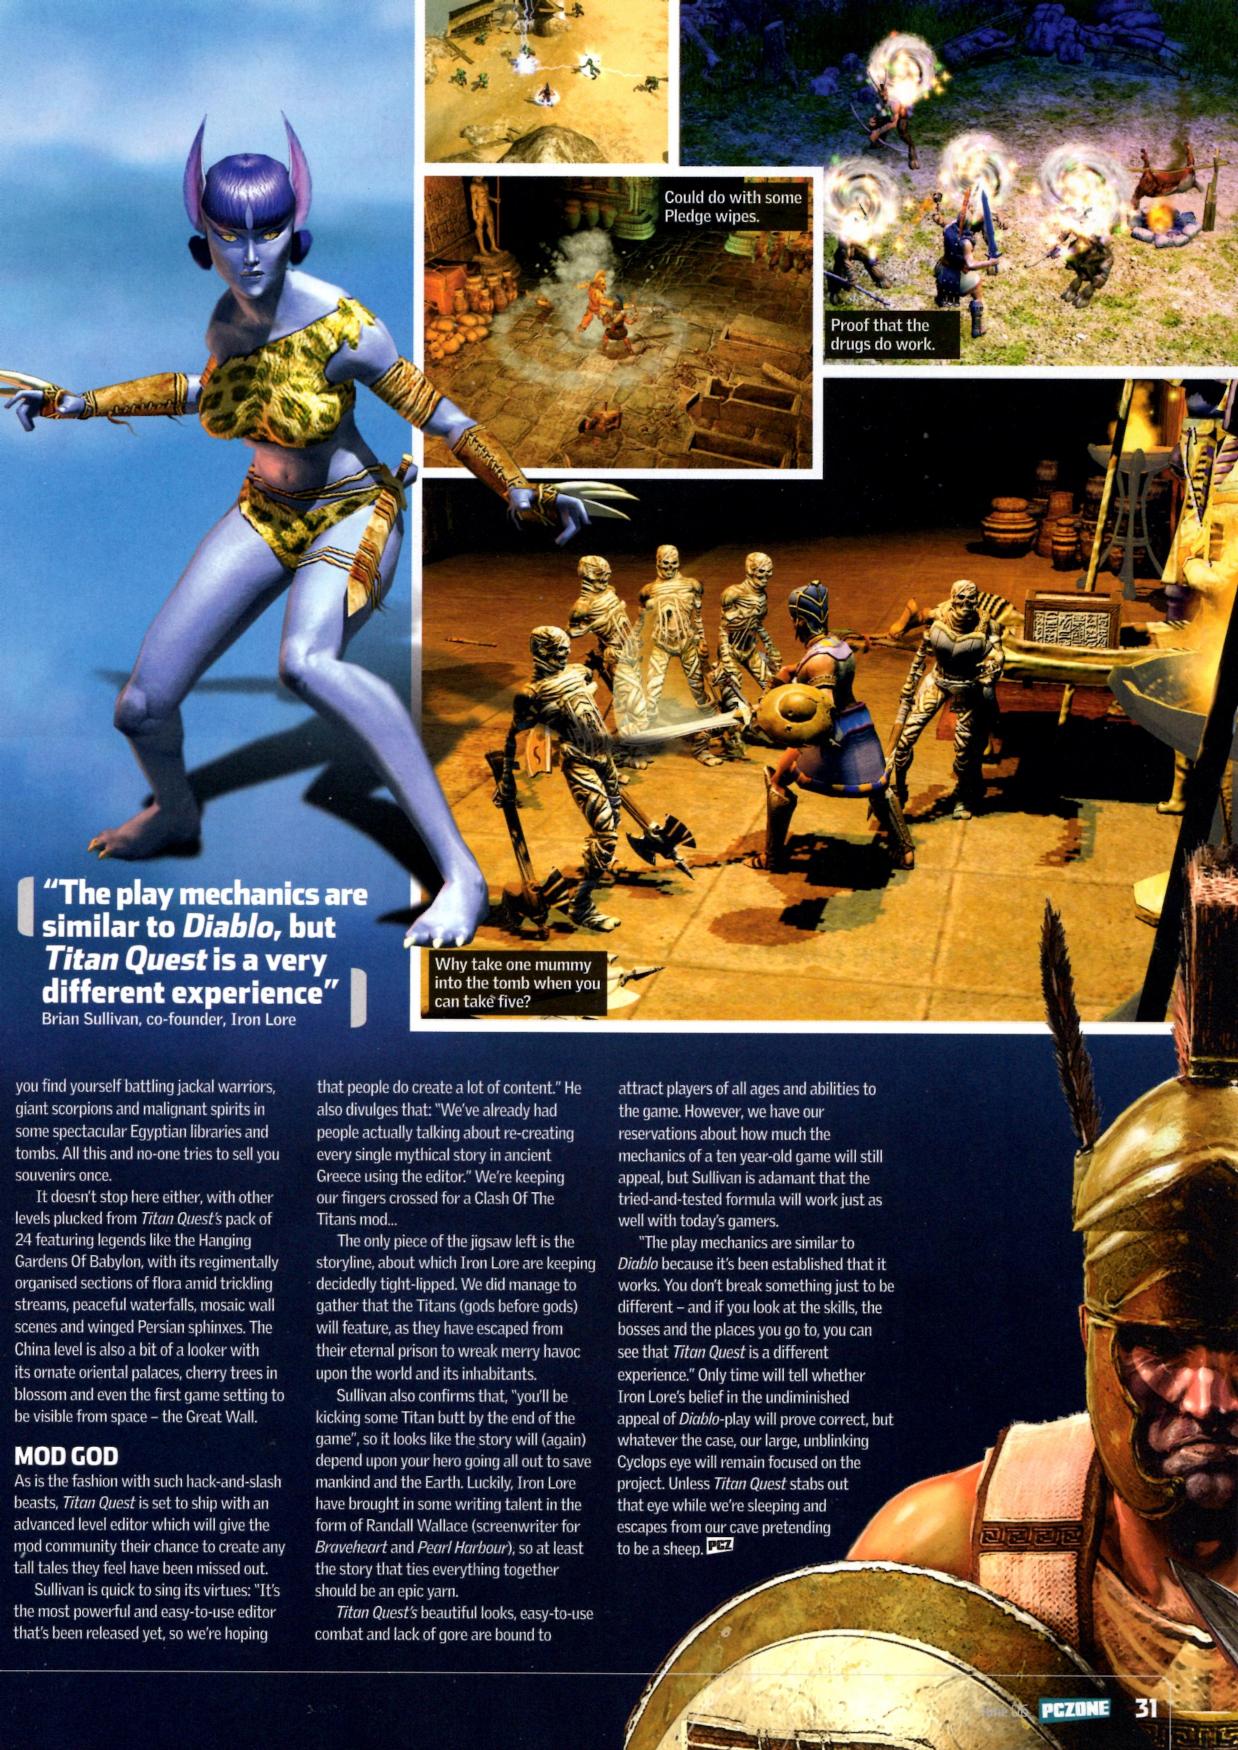 Could do with some
Pledge wipes.
Proof that the
drugs do work.
Why take one mummy
into the tomb when you
can take five?
“The play mechanics are
similar to Diablo, but
Titan Quest is a very
different experience”
Brian Sullivan, co-founder, Iron Lore
you find yourself battling jackal warriors,
giant scorpions and malignant spirits in
some spectacular Egyptian libraries and
tombs. All this and no-one tries to sell you
souvenirs once.
It doesn't stop here either, with other
levels plucked from Titan Quest's pack of
24 featuring legends like the Hanging
Gardens Of Babylon, with its regimentally
organised sections of flora amid trickling
streams, peaceful waterfalls, mosaic wall
scenes and winged Persian sphinxes. The
China level is also a bit of a looker with
its ornate oriental palaces, cherry trees in
blossom and even the first game setting to
be visible from space – the Great Wall.
MOD GOD
As is the fashion with such hack-and-slash
beasts, Titan Quest is set to ship with an
advanced level editor which will give the
mod community their chance to create any
tall tales they feel have been missed out.
Sullivan is quick to sing its virtues: “It's
the most powerful and easy-to-use editor
that's been released yet, so we're hoping
that people do create a lot of content.” He
also divulges that: “We've already had
people actually talking about re-creating
every single mythical story in ancient
Greece using the editor.” We're keeping
our fingers crossed for a Clash Of The
Titans mod...
The only piece of the jigsaw left is the
storyline, about which Iron Lore are keeping
decidedly tight-lipped. We did manage to
gather that the Titans (gods before gods)
will feature, as they have escaped from
their eternal prison to wreak merry havoc
upon the world and its inhabitants.
Sullivan also confirms that, “you'll be
kicking some Titan butt by the end of the
game”, so it looks like the story will (again)
depend upon your hero going all out to save
mankind and the Earth. Luckily, Iron Lore
have brought in some writing talent in the
form of Randall Wallace (screenwriter for
Braveheart and Pearl Harbour), so at least
the story that ties everything together
should be an epic yarn.
Titan Quest's beautiful looks, easy-to-use
combat and lack of gore are bound to
attract players of all ages and abilities to
the game. However, we have our
reservations about how much the
mechanics of a ten year-old game will still
appeal, but Sullivan is adamant that the
tried-and-tested formula will work just as
well with today's gamers.
“The play mechanics are similar to
Diablo because it's been established that it
works. You don't break something just to be
different – and if you look at the skills, the
bosses and the places you go to, you can
see that Titan Quest is a different
experience.” Only time will tell whether
Iron Lore's belief in the undiminished
appeal of Diablo-play will prove correct, but
whatever the case, our large, unblinking
Cyclops eye will remain focused on the
project. Unless Titan Quest stabs out
that eye while we're sleeping and
escapes from our cave pretending
to be a sheep. PCZ
PCZONE 31